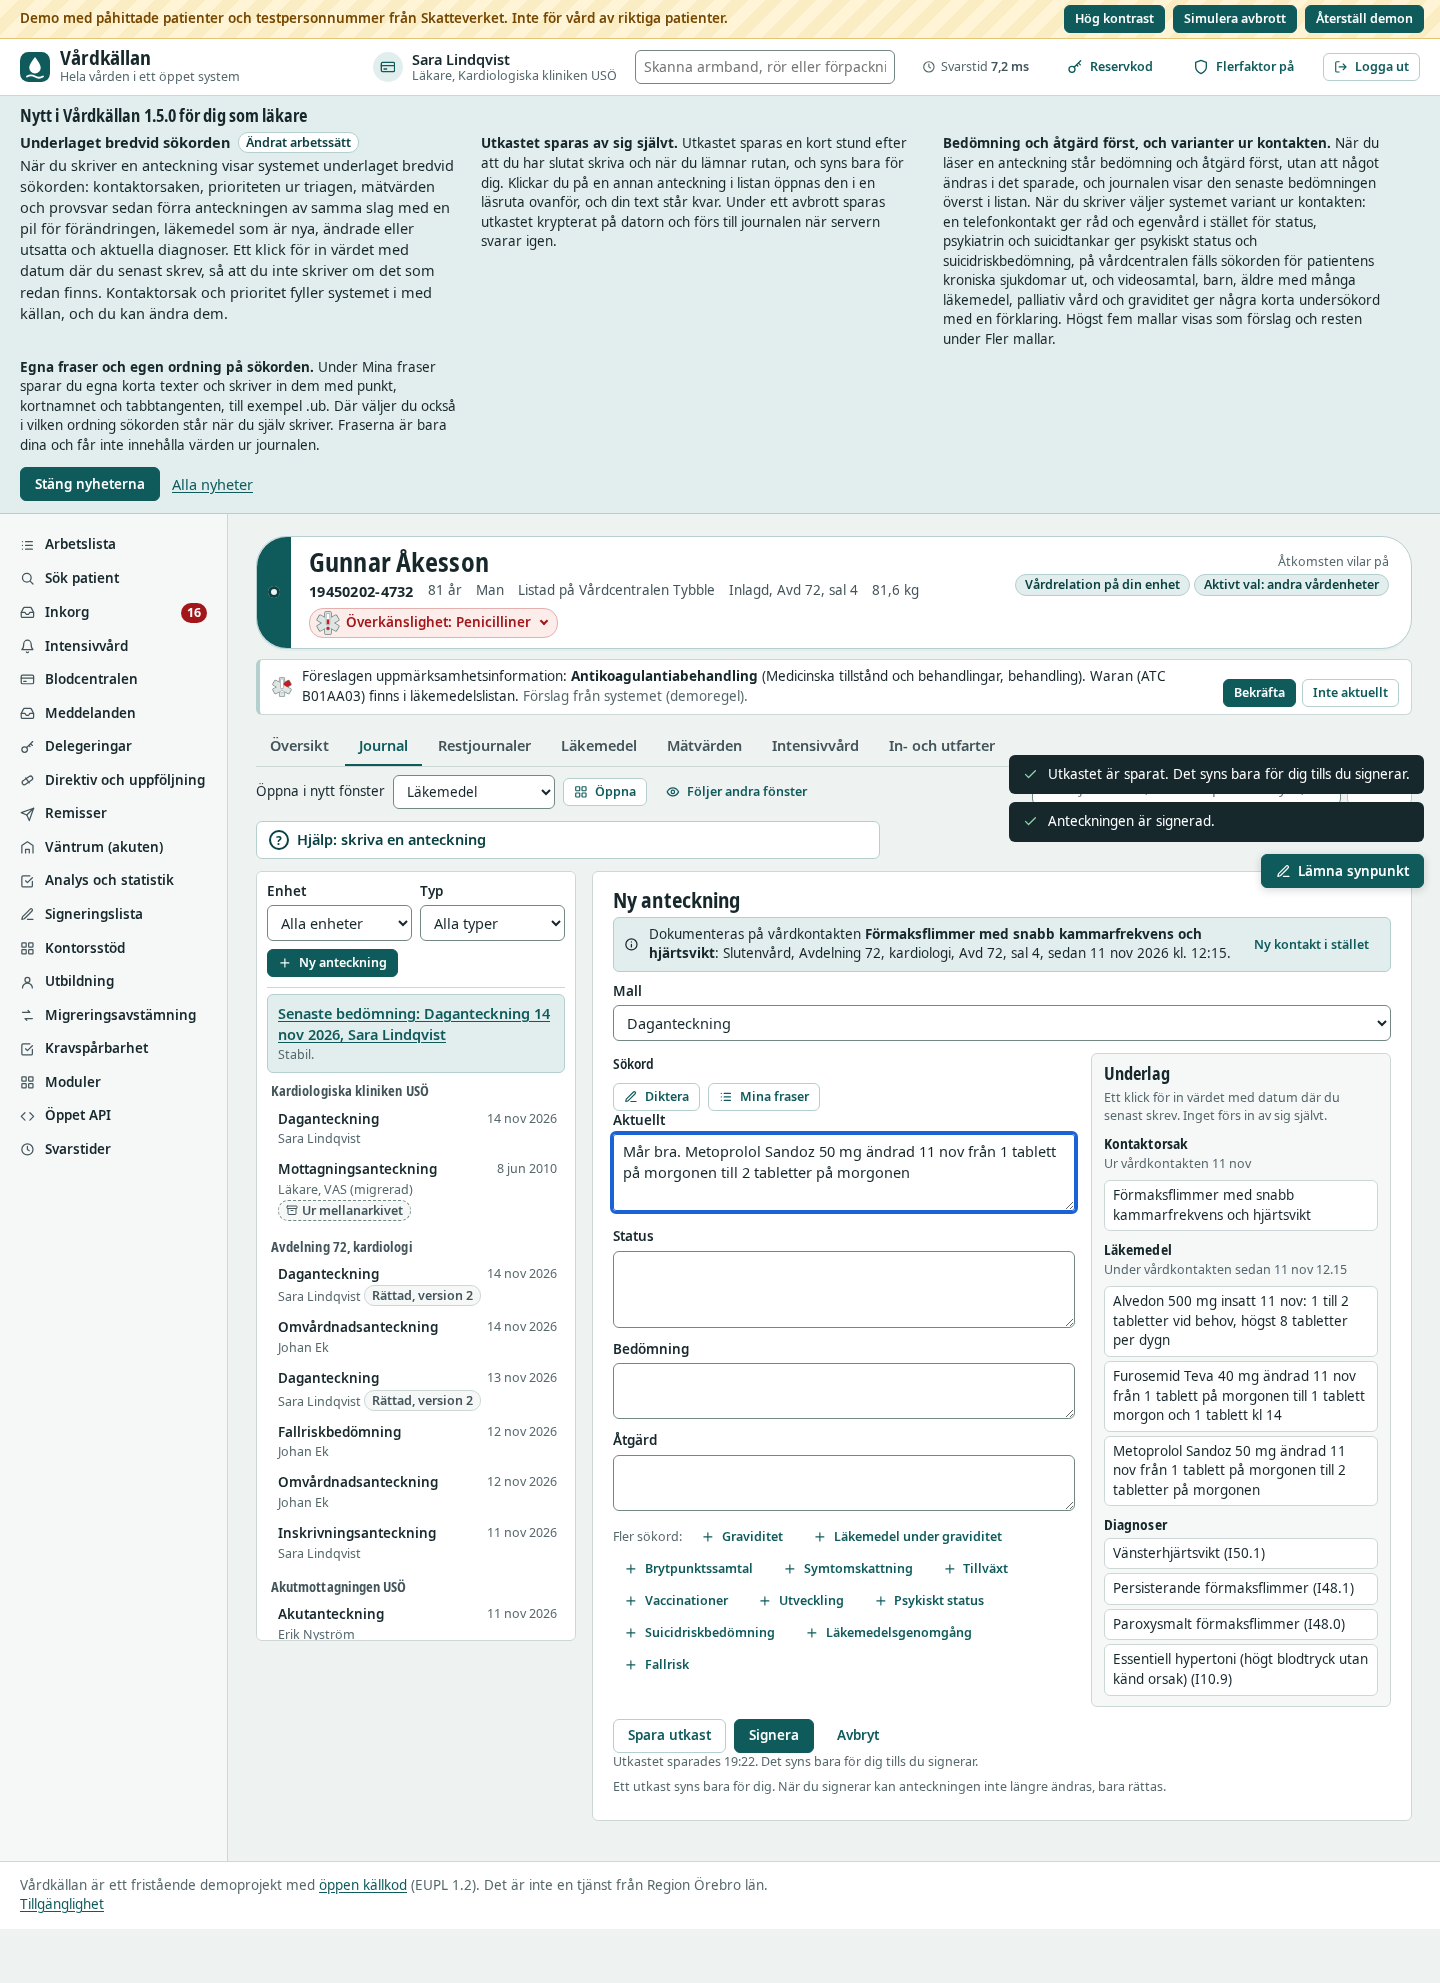 Demo med påhittade patienter och testpersonnummer från Skatteverket. Inte för vård av riktiga patienter.
Hög kontrast
Simulera avbrott
Återställ demon
Vårdkällan
Hela vården i ett öppet system
Sara Lindqvist
Läkare, Kardiologiska kliniken USÖ
Skanna armband, rör eller förpackni
Svarstid 7,2 ms
Reservkod
Flerfaktor på
Logga ut
Nytt i Vårdkällan 1.5.0 för dig som läkare
Underlaget bredvid sökorden
Ändrat arbetssätt
När du skriver en anteckning visar systemet underlaget bredvid
sökorden: kontaktorsaken, prioriteten ur triagen, mätvärden
och provsvar sedan förra anteckningen av samma slag med en
pil för förändringen, läkemedel som är nya, ändrade eller
utsatta och aktuella diagnoser. Ett klick för in värdet med
datum där du senast skrev, så att du inte skriver om det som
redan finns. Kontaktorsak och prioritet fyller systemet i med
källan, och du kan ändra dem.
Utkastet sparas av sig självt. Utkastet sparas en kort stund efter
att du har slutat skriva och när du lämnar rutan, och syns bara för
dig. Klickar du på en annan anteckning i listan öppnas den i en
läsruta ovanför, och din text står kvar. Under ett avbrott sparas
utkastet krypterat på datorn och förs till journalen när servern
svarar igen.
Bedömning och åtgärd först, och varianter ur kontakten. När du
läser en anteckning står bedömning och åtgärd först, utan att något
ändras i det sparade, och journalen visar den senaste bedömningen
överst i listan. När du skriver väljer systemet variant ur kontakten:
en telefonkontakt ger råd och egenvård i stället för status,
psykiatrin och suicidtankar ger psykiskt status och
suicidriskbedömning, på vårdcentralen fälls sökorden för patientens
kroniska sjukdomar ut, och videosamtal, barn, äldre med många
läkemedel, palliativ vård och graviditet ger några korta undersökord
med en förklaring. Högst fem mallar visas som förslag och resten
under Fler mallar.
Egna fraser och egen ordning på sökorden. Under Mina fraser
sparar du egna korta texter och skriver in dem med punkt,
kortnamnet och tabbtangenten, till exempel .ub. Där väljer du också
i vilken ordning sökorden står när du själv skriver. Fraserna är bara
dina och får inte innehålla värden ur journalen.
Stäng nyheterna
Alla nyheter
Arbetslista
Sök patient
Inkorg
16
Intensivvård
Blodcentralen
Meddelanden
Delegeringar
Direktiv och uppföljning
Remisser
Väntrum (akuten)
Analys och statistik
Signeringslista
Kontorsstöd
Utbildning
Migreringsavstämning
Kravspårbarhet
Moduler
Öppet API
Svarstider
Gunnar Åkesson
19450202-4732 81 år Man Listad på Vårdcentralen Tybble Inlagd, Avd 72, sal 4 81,6 kg
Överkänslighet: Penicilliner
Åtkomsten vilar på
Vårdrelation på din enhet
Aktivt val: andra vårdenheter
Föreslagen uppmärksamhetsinformation: Antikoagulantiabehandling (Medicinska tillstånd och behandlingar, behandling). Waran (ATC
B01AA03) finns i läkemedelslistan. Förslag från systemet (demoregel).
Bekräfta
Inte aktuellt
Översikt
Journal
Restjournaler
Läkemedel
Mätvärden
Intensivvård
In- och utfarter
Öppna i nytt fönster
Läkemedel
Öppna
Följer andra fönster
Utkastet är sparat. Det syns bara för dig tills du signerar.
Anteckningen är signerad.
Lämna synpunkt
? Hjälp: skriva en anteckning
Enhet
Typ
Alla enheter
Alla typer
Ny anteckning
Senaste bedömning: Daganteckning 14
nov 2026, Sara Lindqvist
Stabil.
Kardiologiska kliniken USÖ
Daganteckning 14 nov 2026
Sara Lindqvist
Mottagningsanteckning 8 jun 2010
Läkare, VAS (migrerad)
Ur mellanarkivet
Avdelning 72, kardiologi
Daganteckning 14 nov 2026
Sara Lindqvist Rättad, version 2
Omvårdnadsanteckning 14 nov 2026
Johan Ek
Daganteckning 13 nov 2026
Sara Lindqvist Rättad, version 2
Fallriskbedömning 12 nov 2026
Johan Ek
Omvårdnadsanteckning 12 nov 2026
Johan Ek
Inskrivningsanteckning 11 nov 2026
Sara Lindqvist
Akutmottagningen USÖ
Akutanteckning 11 nov 2026
Erik Nyström
Ny anteckning
Dokumenteras på vårdkontakten Förmaksflimmer med snabb kammarfrekvens och
hjärtsvikt: Slutenvård, Avdelning 72, kardiologi, Avd 72, sal 4, sedan 11 nov 2026 kl. 12:15.
Ny kontakt i stället
Mall
Daganteckning
Sökord
Diktera
Mina fraser
Aktuellt
Mår bra. Metoprolol Sandoz 50 mg ändrad 11 nov från 1 tablett
på morgonen till 2 tabletter på morgonen
Status
Bedömning
Åtgärd
Fler sökord:
Graviditet
Läkemedel under graviditet
Brytpunktssamtal
Symtomskattning
Tillväxt
Vaccinationer
Utveckling
Psykiskt status
Suicidriskbedömning
Läkemedelsgenomgång
Fallrisk
Underlag
Ett klick för in värdet med datum där du
senast skrev. Inget förs in av sig självt.
Kontaktorsak
Ur vårdkontakten 11 nov
Förmaksflimmer med snabb
kammarfrekvens och hjärtsvikt
Läkemedel
Under vårdkontakten sedan 11 nov 12.15
Alvedon 500 mg insatt 11 nov: 1 till 2
tabletter vid behov, högst 8 tabletter
per dygn
Furosemid Teva 40 mg ändrad 11 nov
från 1 tablett på morgonen till 1 tablett
morgon och 1 tablett kl 14
Metoprolol Sandoz 50 mg ändrad 11
nov från 1 tablett på morgonen till 2
tabletter på morgonen
Diagnoser
Vänsterhjärtsvikt (I50.1)
Persisterande förmaksflimmer (I48.1)
Paroxysmalt förmaksflimmer (I48.0)
Essentiell hypertoni (högt blodtryck utan
känd orsak) (I10.9)
Spara utkast
Signera
Avbryt
Utkastet sparades 19:22. Det syns bara för dig tills du signerar.
Ett utkast syns bara för dig. När du signerar kan anteckningen inte längre ändras, bara rättas.
Vårdkällan är ett fristående demoprojekt med öppen källkod (EUPL 1.2). Det är inte en tjänst från Region Örebro län.
Tillgänglighet